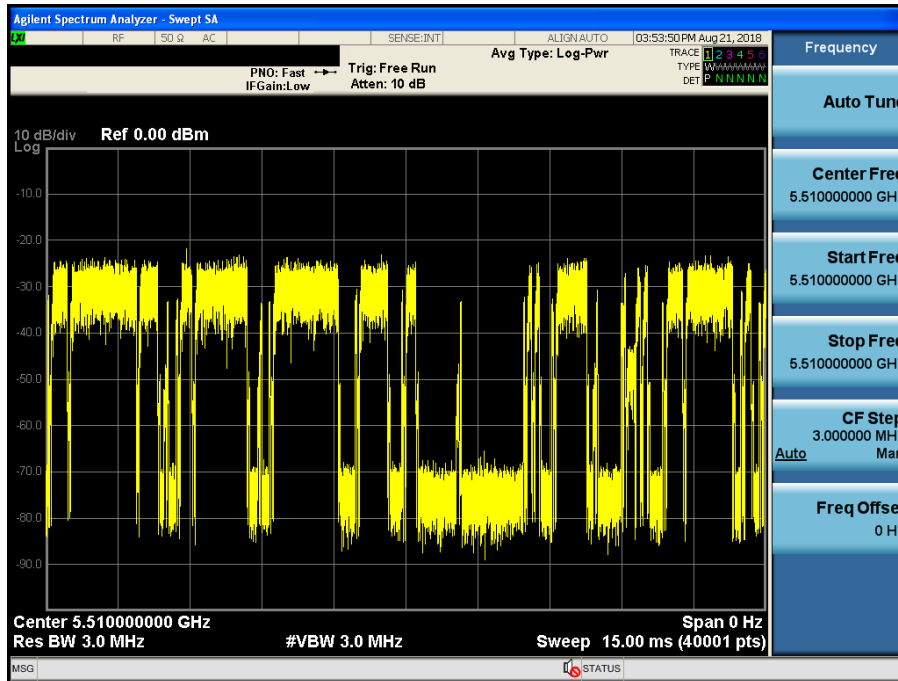 Agilent Spectrum Analyzer - Swept SA
LXI RF 50 Ω AC SENSE:INT ALIGN AUTO 03:53:50 PM Aug 21, 2018
Frequency
PNO: Fast Trig: Free Run Avg Type: Log-Pwr TRACE 1 2 3 4 5 6
IFGain:Low Atten: 10 dB TYPE WWWWWW
DET P N N N N N
Auto Tune
10 dB/div Ref 0.00 dBm
Log
Center Fre
5.510000000 GH
-10.0
-20.0
Start Fre
5.510000000 GH
-30.0
-40.0
Stop Fre
5.510000000 GH
-50.0
-60.0
CF Step
3.000000 MH
Auto Mar
-70.0
-80.0
Freq Offse
0 H
-90.0
Center 5.510000000 GHz Span 0 Hz
Res BW 3.0 MHz #VBW 3.0 MHz Sweep 15.00 ms (40001 pts)
MSG STATUS